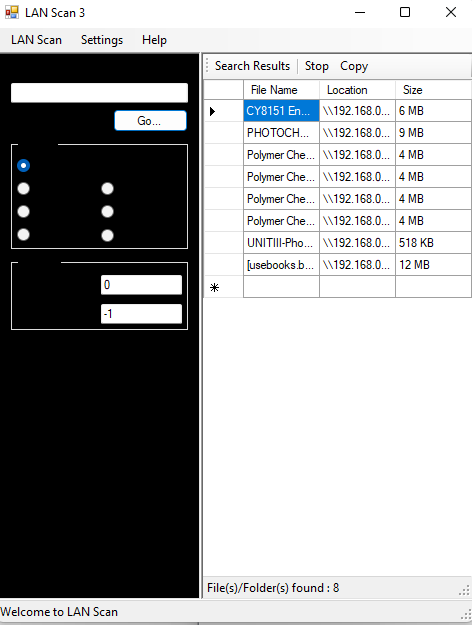 LAN Scan 3
LAN Scan Settings Help
Search Results Stop Copy
Go...
File Name Location Size
CY8151 En... \\192.168.0... 6 MB
PHOTOCH... \\192.168.0... 9 MB
Polymer Che... \\192.168.0... 4 MB
Polymer Che... \\192.168.0... 4 MB
Polymer Che... \\192.168.0... 4 MB
Polymer Che... \\192.168.0... 4 MB
UNITIII-Pho... \\192.168.0... 518 KB
[usebooks.b... \\192.168.0... 12 MB
0
-1
File(s)/Folder(s) found : 8
Welcome to LAN Scan